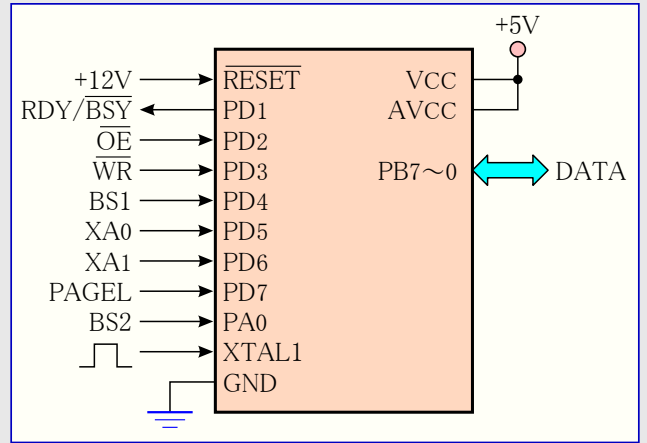 +5V
+12V RESET VCC
RDY/BSY PD1 AVCC
OE PD2
WR PD3 PB7～0 DATA
BS1 PD4
XA0 PD5
XA1 PD6
PAGEL PD7
BS2 PA0
XTAL1
GND